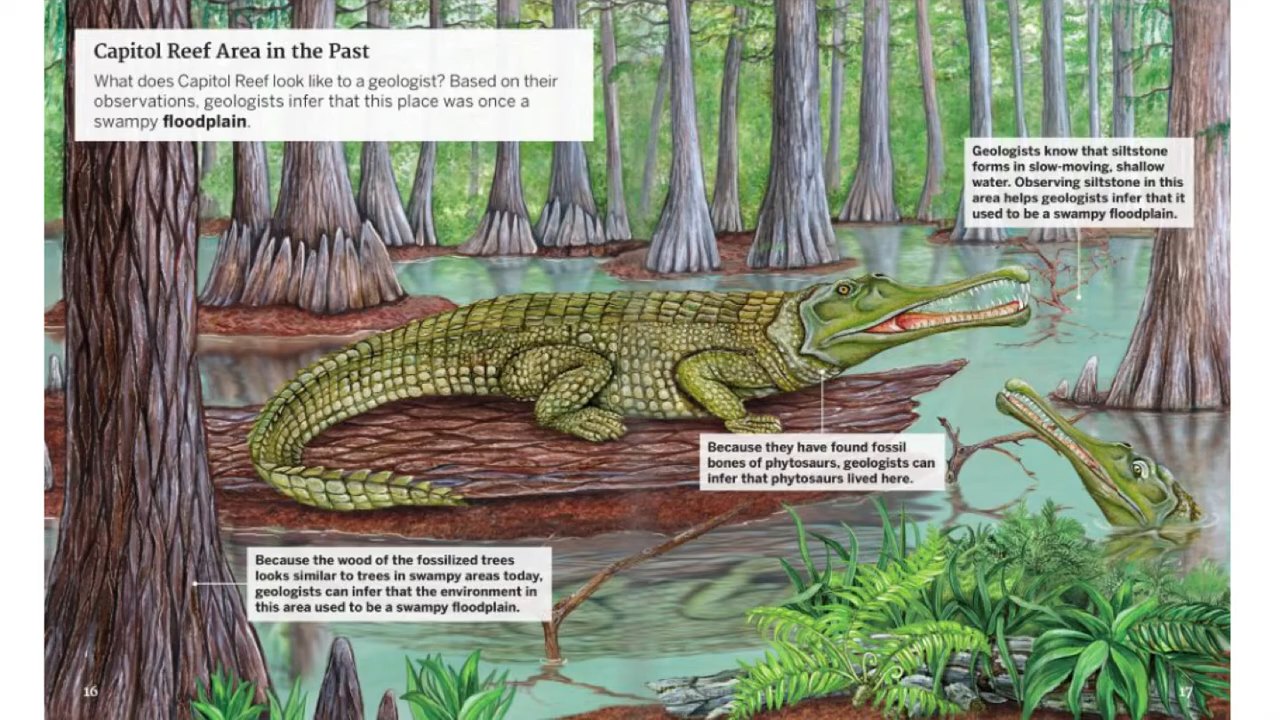 Capitol Reef Area in the Past
What does Capitol Reef look like to a geologist? Based on their
observations, geologists infer that this place was once a
swampy floodplain.
Geologists know that siltstone
forms in slow-moving, shallow
water. Observing siltstone in this
area helps geologists infer that it
used to be a swampy floodplain.
Because they have found fossil
bones of phytosaurs, geologists can
infer that phytosaurs lived here.
Because the wood of the fossilized trees
looks similar to trees in swampy areas today,
geologists can infer that the environment in
this area used to be a swampy floodplain.
16
17